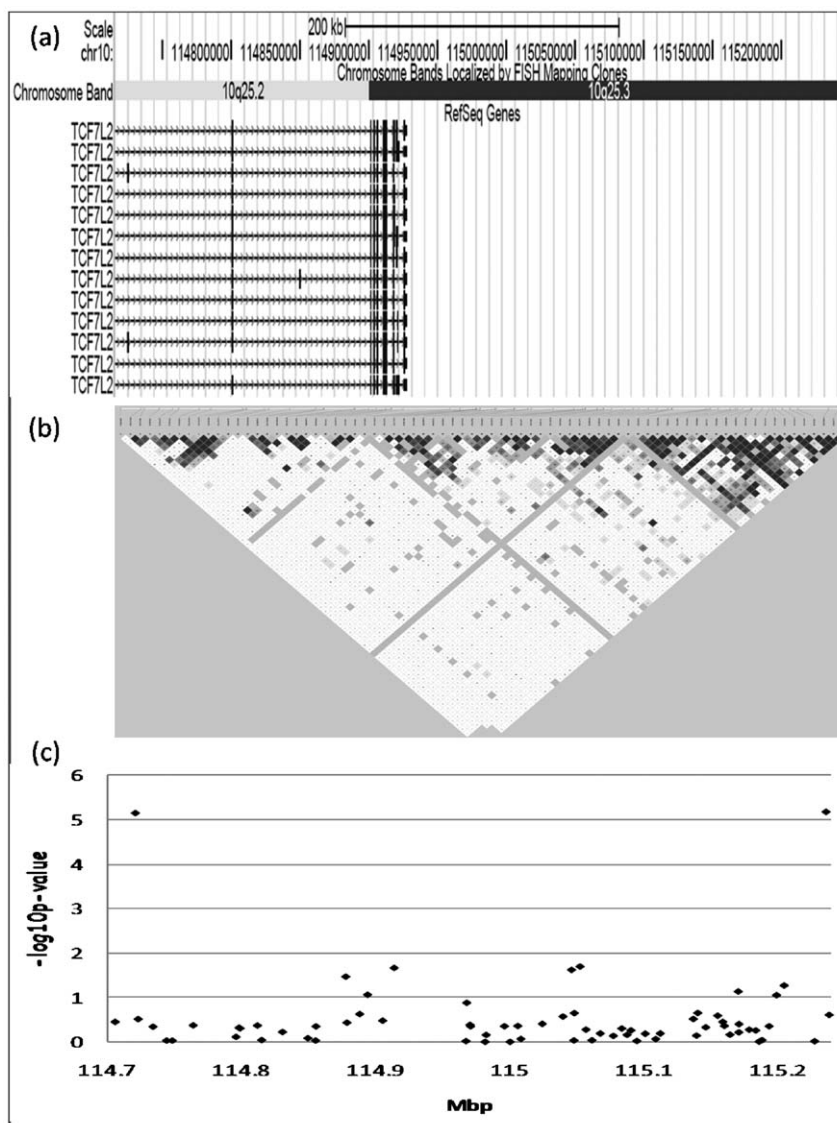 (a)
Scale
200 kb
chr10:
114800000
114850000
114900000
114950000
115000000
115050000
115100000
115150000
115200000
Chromosome Bands Localized by FISH Mapping Clones
Chromosome Band
10q25.2
10q25.3
RefSeq Genes
TCF7L2
TCF7L2
TCF7L2
TCF7L2
TCF7L2
TCF7L2
TCF7L2
TCF7L2
TCF7L2
TCF7L2
TCF7L2
TCF7L2
TCF7L2
(b)
(c)
6
5
4
3
2
1
0
-log10p-value
114.7
114.8
114.9
115
115.1
115.2
Mbp